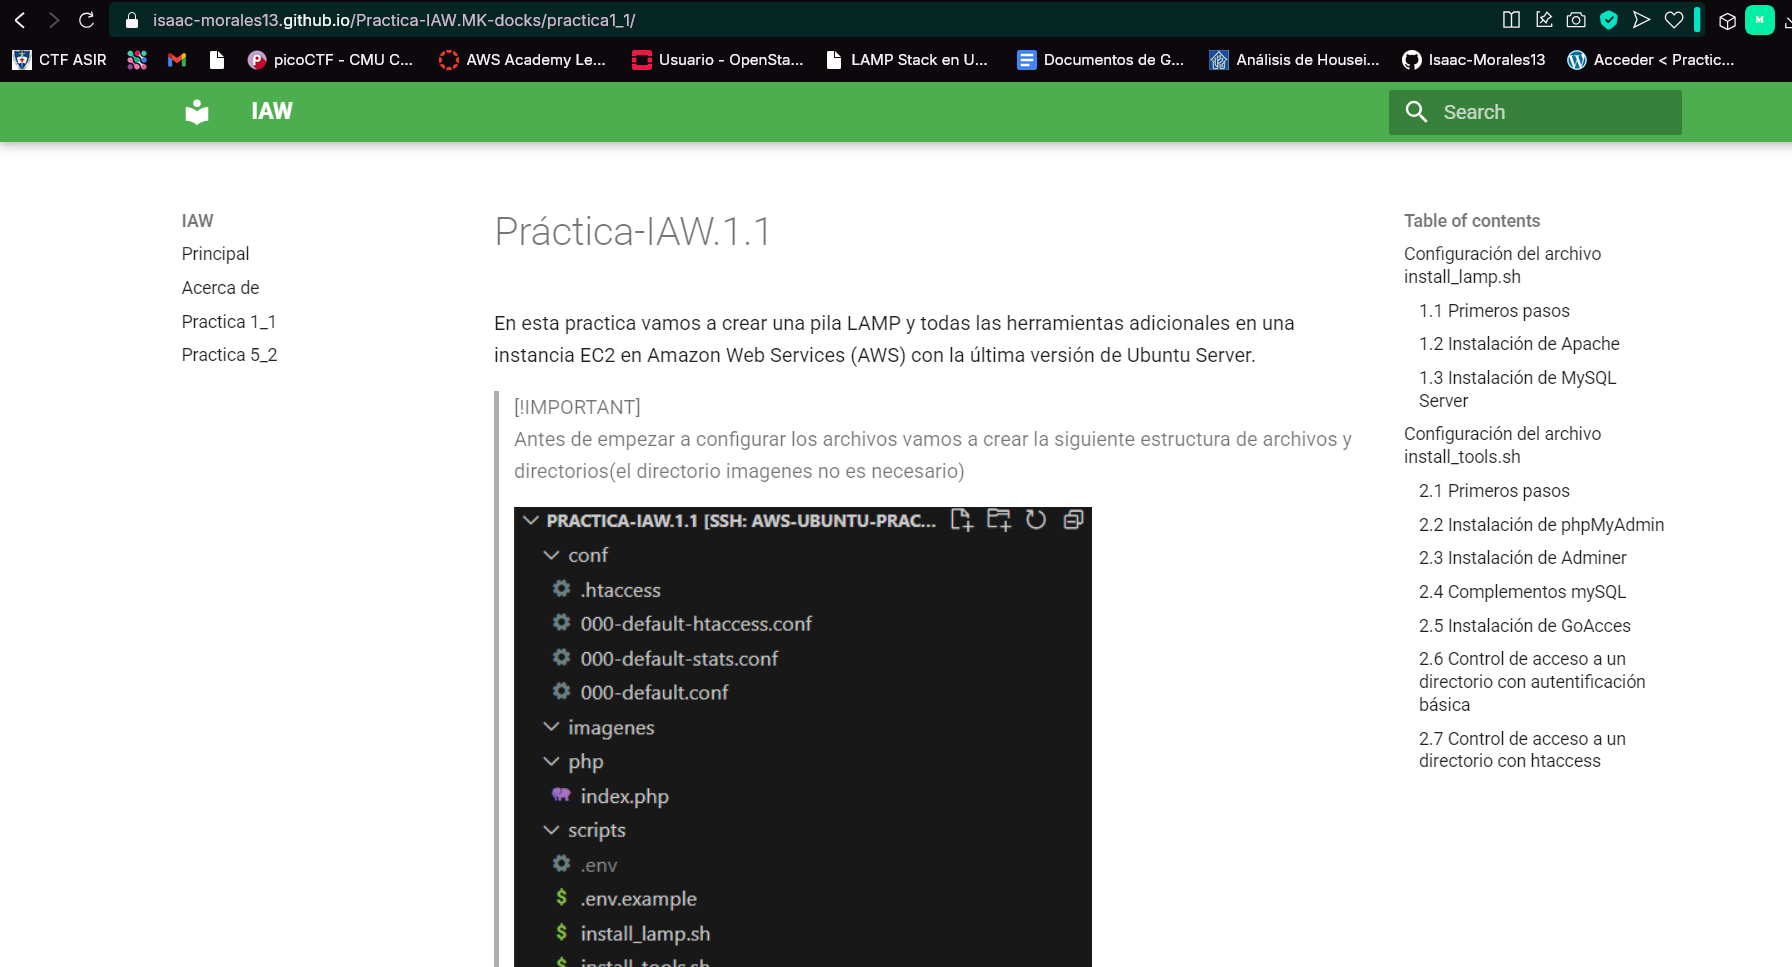 isaac-morales13.github.io/Practica-IAW.MK-docks/practica1_1/
CTF ASIR
picoCTF - CMU C...
AWS Academy Le...
Usuario - OpenSta...
LAMP Stack en U...
Documentos de G...
Análisis de Housei...
Isaac-Morales13
Acceder < Practic...
IAW
Search
IAW
Principal
Acerca de
Practica 1_1
Practica 5_2
Práctica-IAW.1.1
En esta practica vamos a crear una pila LAMP y todas las herramientas adicionales en una
instancia EC2 en Amazon Web Services (AWS) con la última versión de Ubuntu Server.
[!IMPORTANT]
Antes de empezar a configurar los archivos vamos a crear la siguiente estructura de archivos y
directorios(el directorio imagenes no es necesario)
PRACTICA-IAW.1.1 [SSH: AWS-UBUNTU-PRAC...
conf
.htaccess
000-default-htaccess.conf
000-default-stats.conf
000-default.conf
imagenes
php
index.php
scripts
.env
$ .env.example
$ install_lamp.sh
$ install_tools.sh
Table of contents
Configuración del archivo
install_lamp.sh
1.1 Primeros pasos
1.2 Instalación de Apache
1.3 Instalación de MySQL
Server
Configuración del archivo
install_tools.sh
2.1 Primeros pasos
2.2 Instalación de phpMyAdmin
2.3 Instalación de Adminer
2.4 Complementos mySQL
2.5 Instalación de GoAcces
2.6 Control de acceso a un
directorio con autentificación
básica
2.7 Control de acceso a un
directorio con htaccess